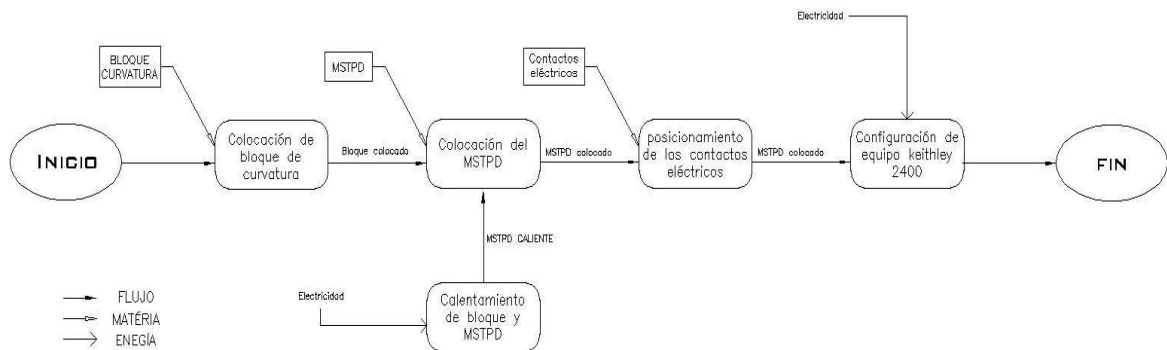 Electricidad
BLOQUE
CURVATURA
MSTPD
Contactos
eléctricos
INICIO
Colocación de
bloque de
curvatura
Bloque colocado
Colocación del
MSTPD
MSTPD colocado
posicionamiento
de los contactos
eléctricos
MSTPD colocado
Configuración de
equipo keithley
2400
FIN
MSTPD CALIENTE
Electricidad
Calentamiento
de bloque y
MSTPD
FLUJO
MATÉRIA
ENEGÍA